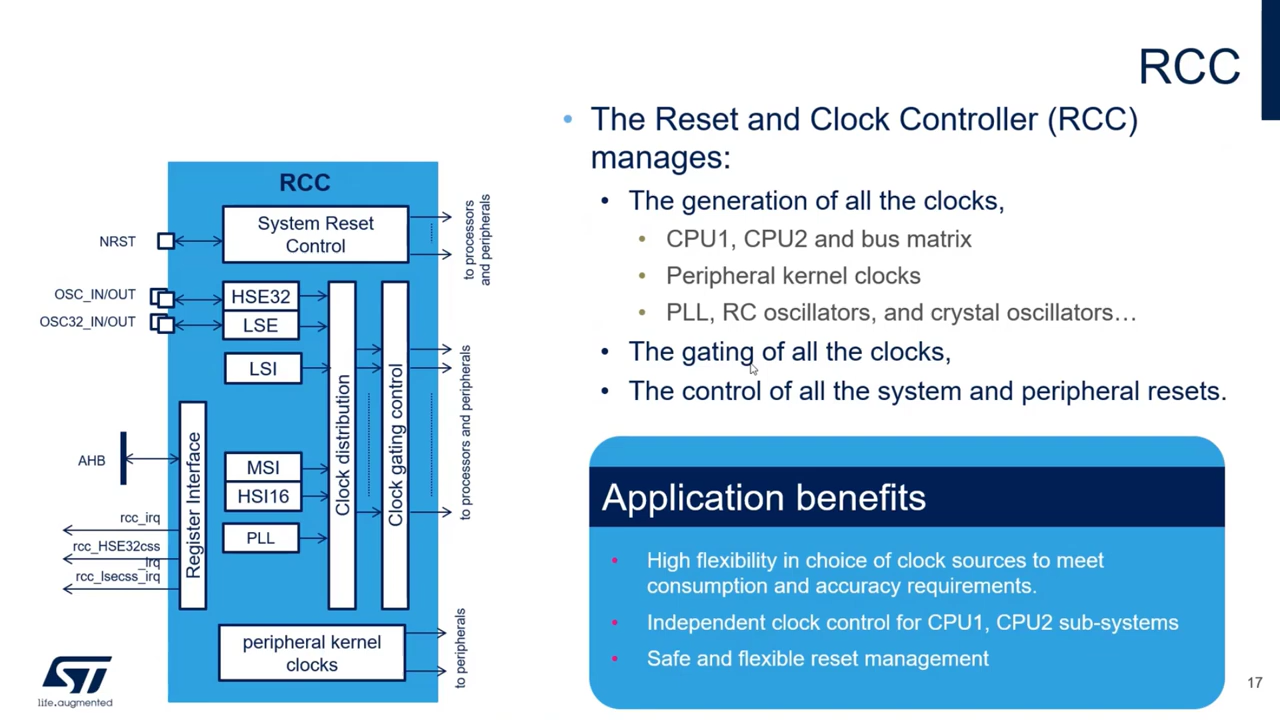 RCC
• The Reset and Clock Controller (RCC)
manages:
• The generation of all the clocks,
• CPU1, CPU2 and bus matrix
• Peripheral kernel clocks
• PLL, RC oscillators, and crystal oscillators…
• The gating of all the clocks,
• The control of all the system and peripheral resets.
Application benefits
• High flexibility in choice of clock sources to meet
consumption and accuracy requirements.
• Independent clock control for CPU1, CPU2 sub-systems
• Safe and flexible reset management
RCC
System Reset
Control
NRST
to processors
and peripherals
OSC_IN/OUT
HSE32
OSC32_IN/OUT
LSE
LSI
MSI
HSI16
PLL
Clock distribution
Clock gating control
to processors and peripherals
AHB
Register Interface
rcc_irq
rcc_HSE32css
_irq
rcc_lsecss_irq
peripheral kernel
clocks
to peripherals
ST
life.augmented
17